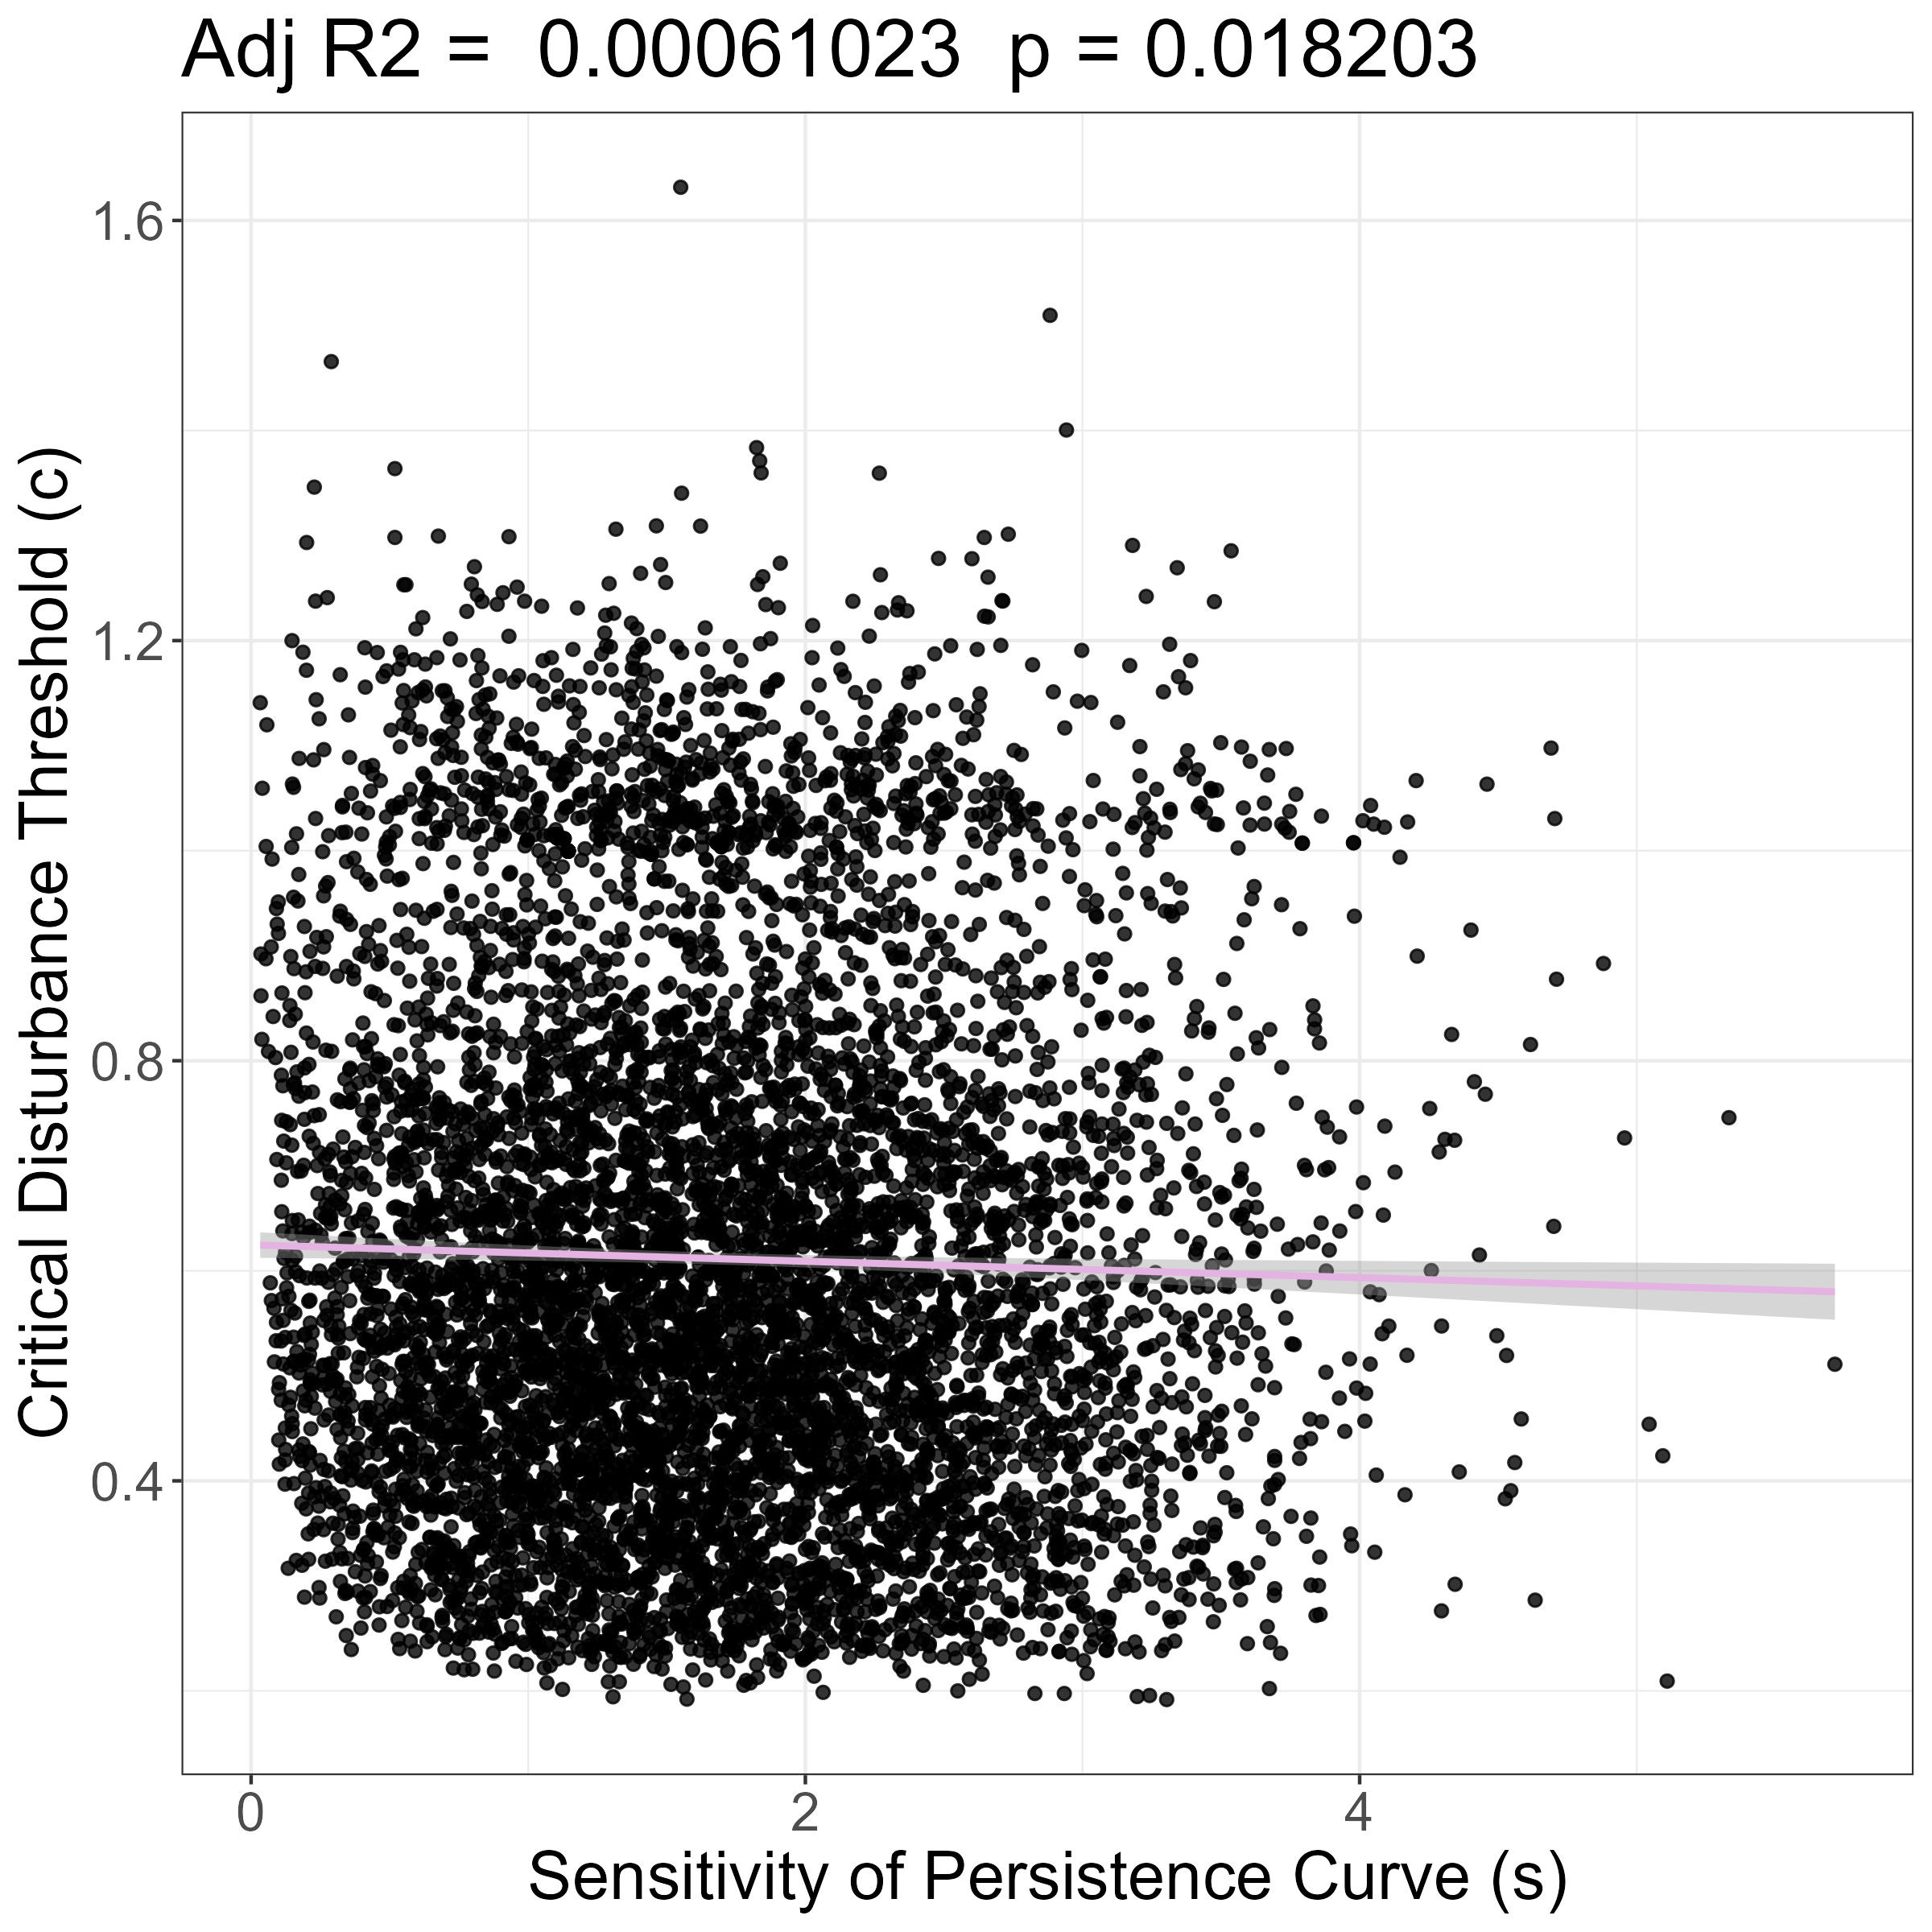 Adj R2 =  0.00061023  p = 0.018203
1.6
1.2
0.8
0.4
Critical Disturbance Threshold (c)
0
2
4
Sensitivity of Persistence Curve (s)